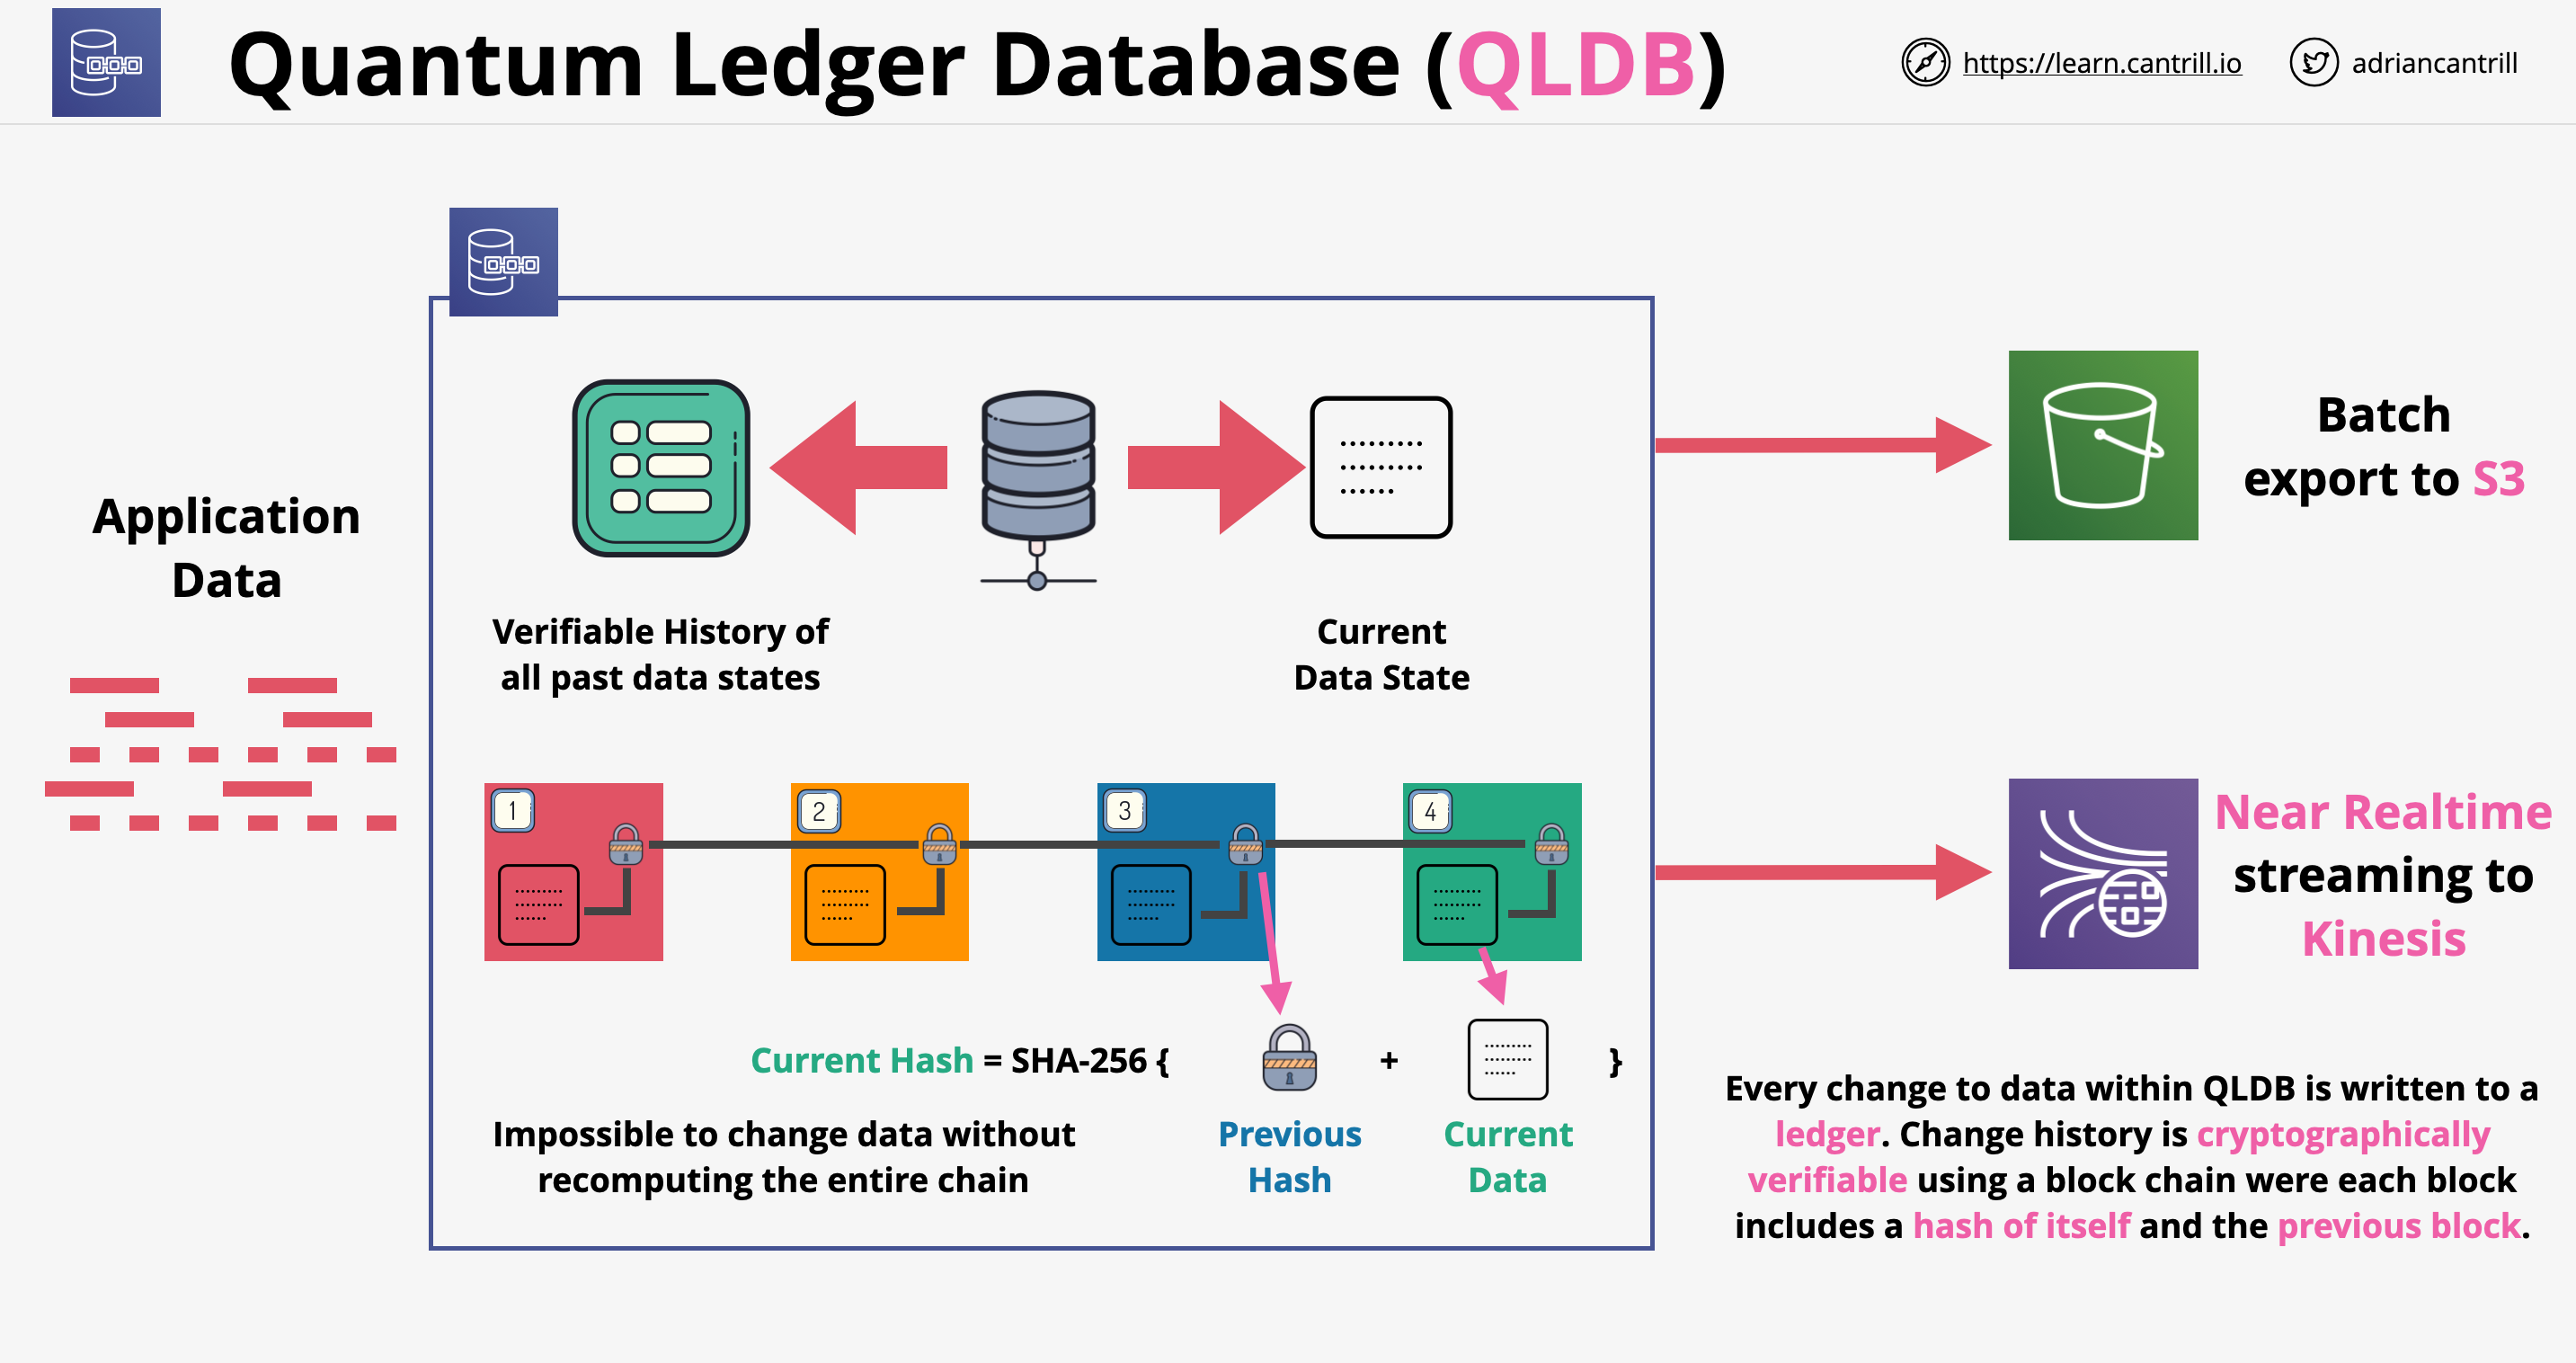 Quantum Ledger Database (QLDB)
https://learn.cantrill.io
adriancantrill
Application
Data
Verifiable History of
all past data states
Current
Data State
1
2
3
4
Current Hash = SHA-256 { + }
Impossible to change data without
recomputing the entire chain
Previous
Hash
Current
Data
Batch
export to S3
Near Realtime
streaming to
Kinesis
Every change to data within QLDB is written to a
ledger. Change history is cryptographically
verifiable using a block chain were each block
includes a hash of itself and the previous block.